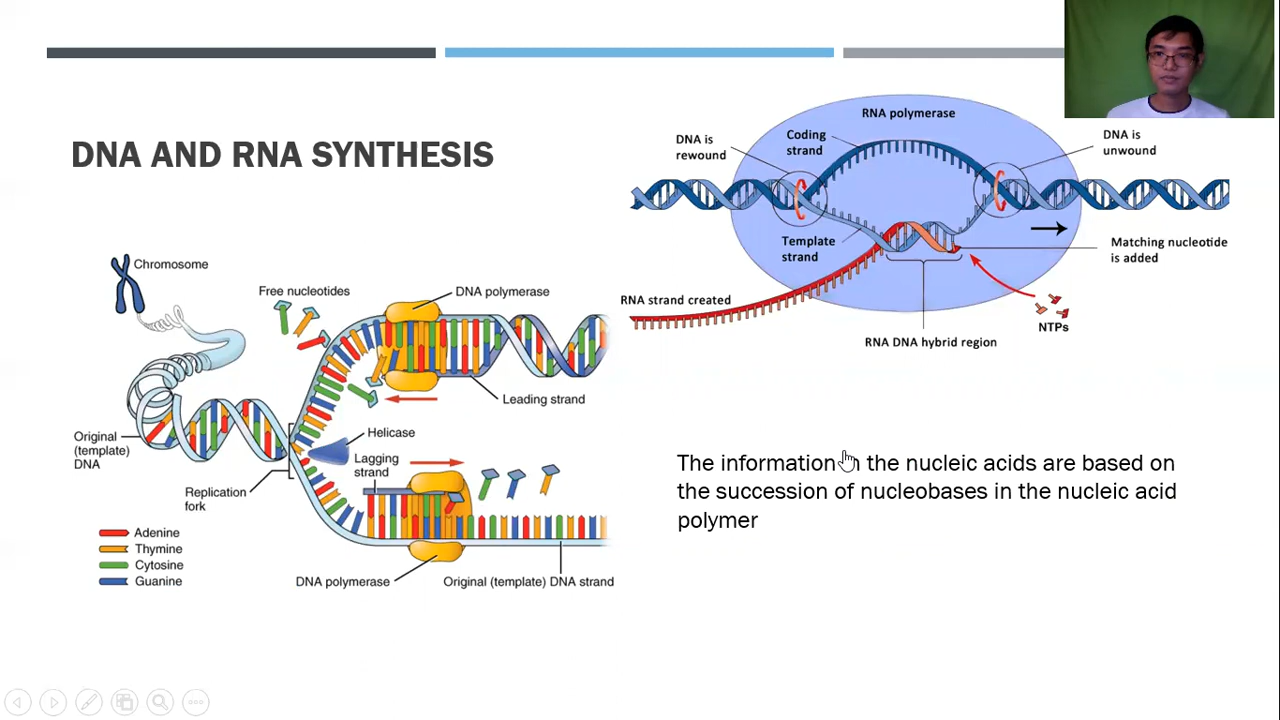 DNA AND RNA SYNTHESIS
Chromosome
Free nucleotides
DNA polymerase
Leading strand
Helicase
Lagging
strand
Original
(template)
DNA
Replication
fork
Adenine
Thymine
Cytosine
Guanine
DNA polymerase
Original (template) DNA strand
RNA polymerase
DNA is
rewound
Coding
strand
DNA is
unwound
Template
strand
Matching nucleotide
is added
RNA strand created
NTPs
RNA DNA hybrid region
The information in the nucleic acids are based on
the succession of nucleobases in the nucleic acid
polymer